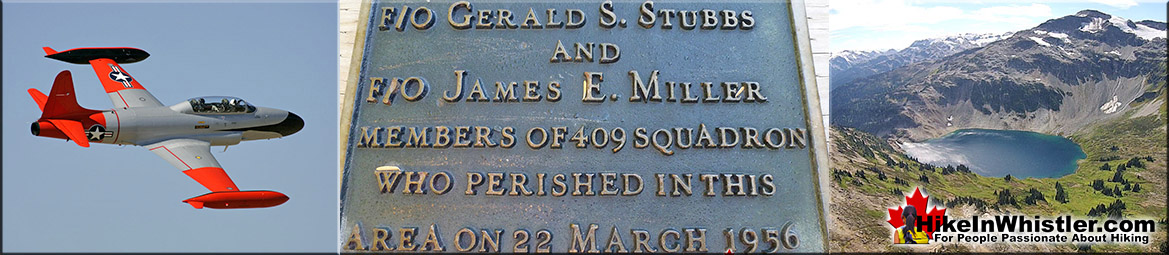 F/O GERALD S. STUBBS
AND
F/O JAMES E. MILLER
MEMBERS OF 409 SQUADRON
WHO PERISHED IN THIS
AREA ON 22 MARCH 1956
HikeInWhistler.com
For People Passionate About Hiking